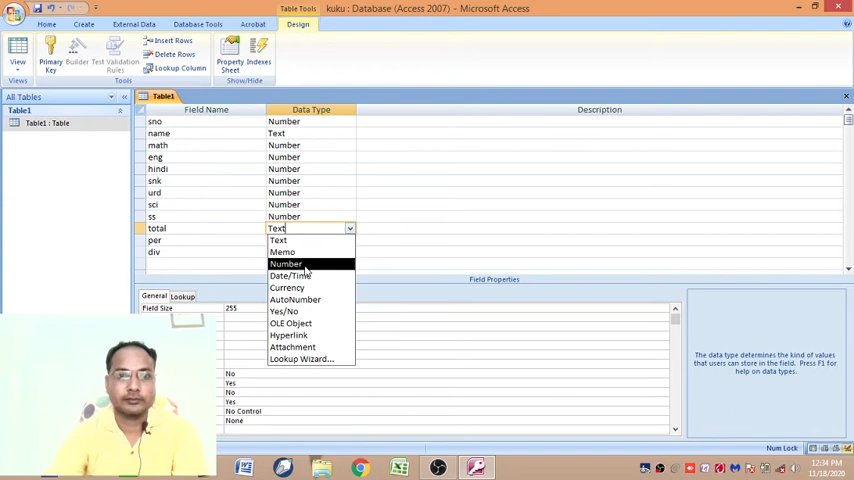 Table Tools
kuku : Database (Access 2007) - Microsoft Access
Home Create External Data Database Tools Acrobat Design
View
Primary Key
Builder
Test Validation Rules
Insert Rows
Delete Rows
Lookup Column
Property Sheet
Indexes
Views Tools Show/Hide
All Tables
Table1
Table1
Table1 : Table
Field Name Data Type Description
sno Number
name Text
math Number
eng Number
hindi Number
snk Number
urd Number
sci Number
ss Number
total Text
per Text
div Memo
Number
Date/Time
Currency
AutoNumber
Yes/No
OLE Object
Hyperlink
Attachment
Lookup Wizard...
Field Properties
General Lookup
Field Size 255
No
Yes
No
Yes
No Control
None
The data type determines the kind of values that users can store in the field. Press F1 for help on data types.
Num Lock
12:34 PM
11/18/2020